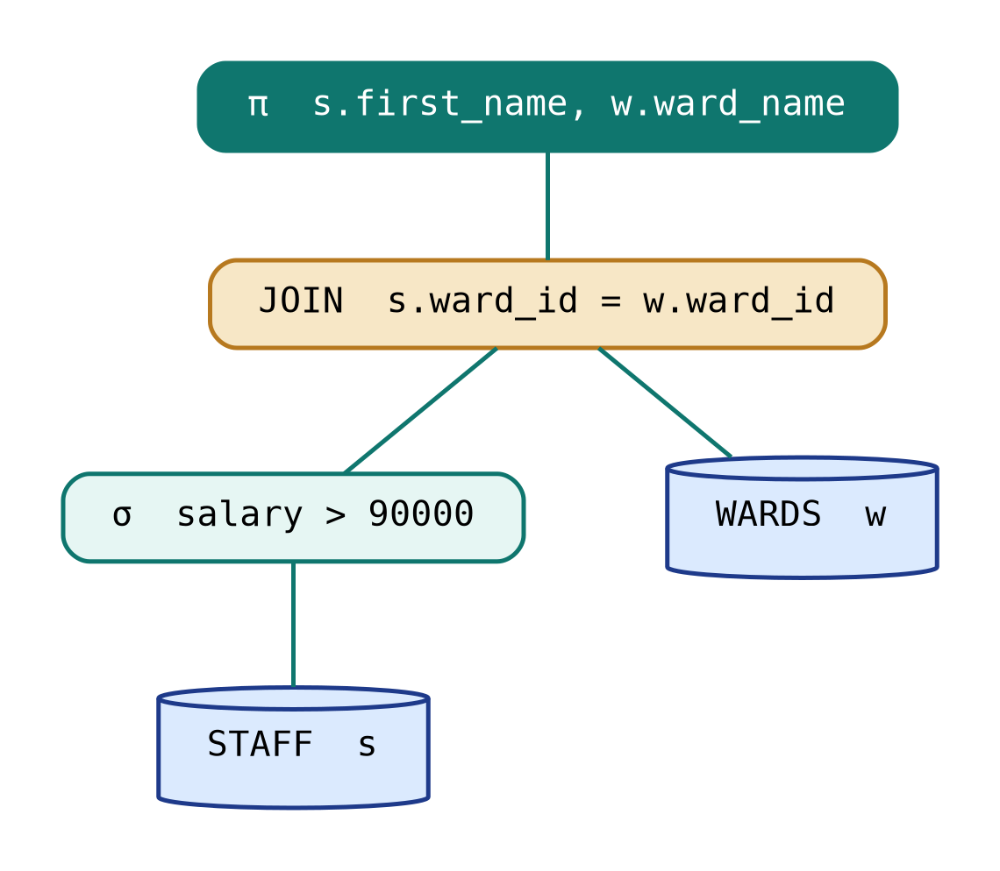 π  s.first_name, w.ward_name
JOIN  s.ward_id = w.ward_id
σ  salary > 90000
WARDS  w
STAFF  s